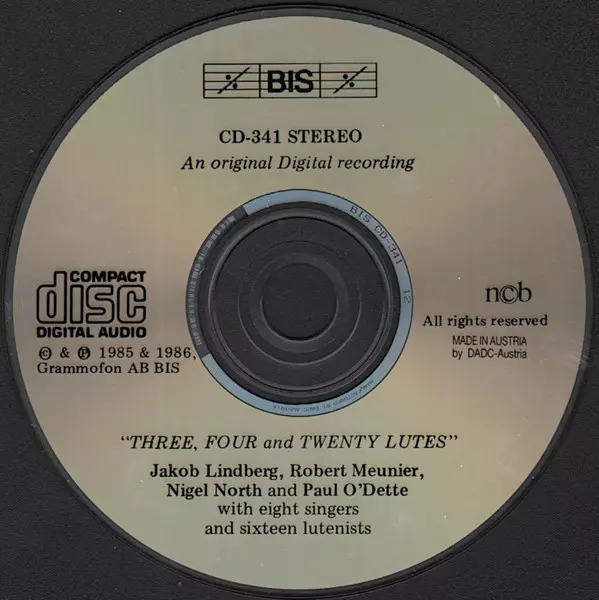 BIS
CD-341 STEREO
An original Digital recording
BIS CD-341 12
COMPACT
disc
DIGITAL AUDIO
© & ℗ 1985 & 1986,
Grammofon AB BIS
ncb
All rights reserved
MADE IN AUSTRIA
by DADC-Austria
"THREE, FOUR and TWENTY LUTES"
Jakob Lindberg, Robert Meunier,
Nigel North and Paul O'Dette
with eight singers
and sixteen lutenists